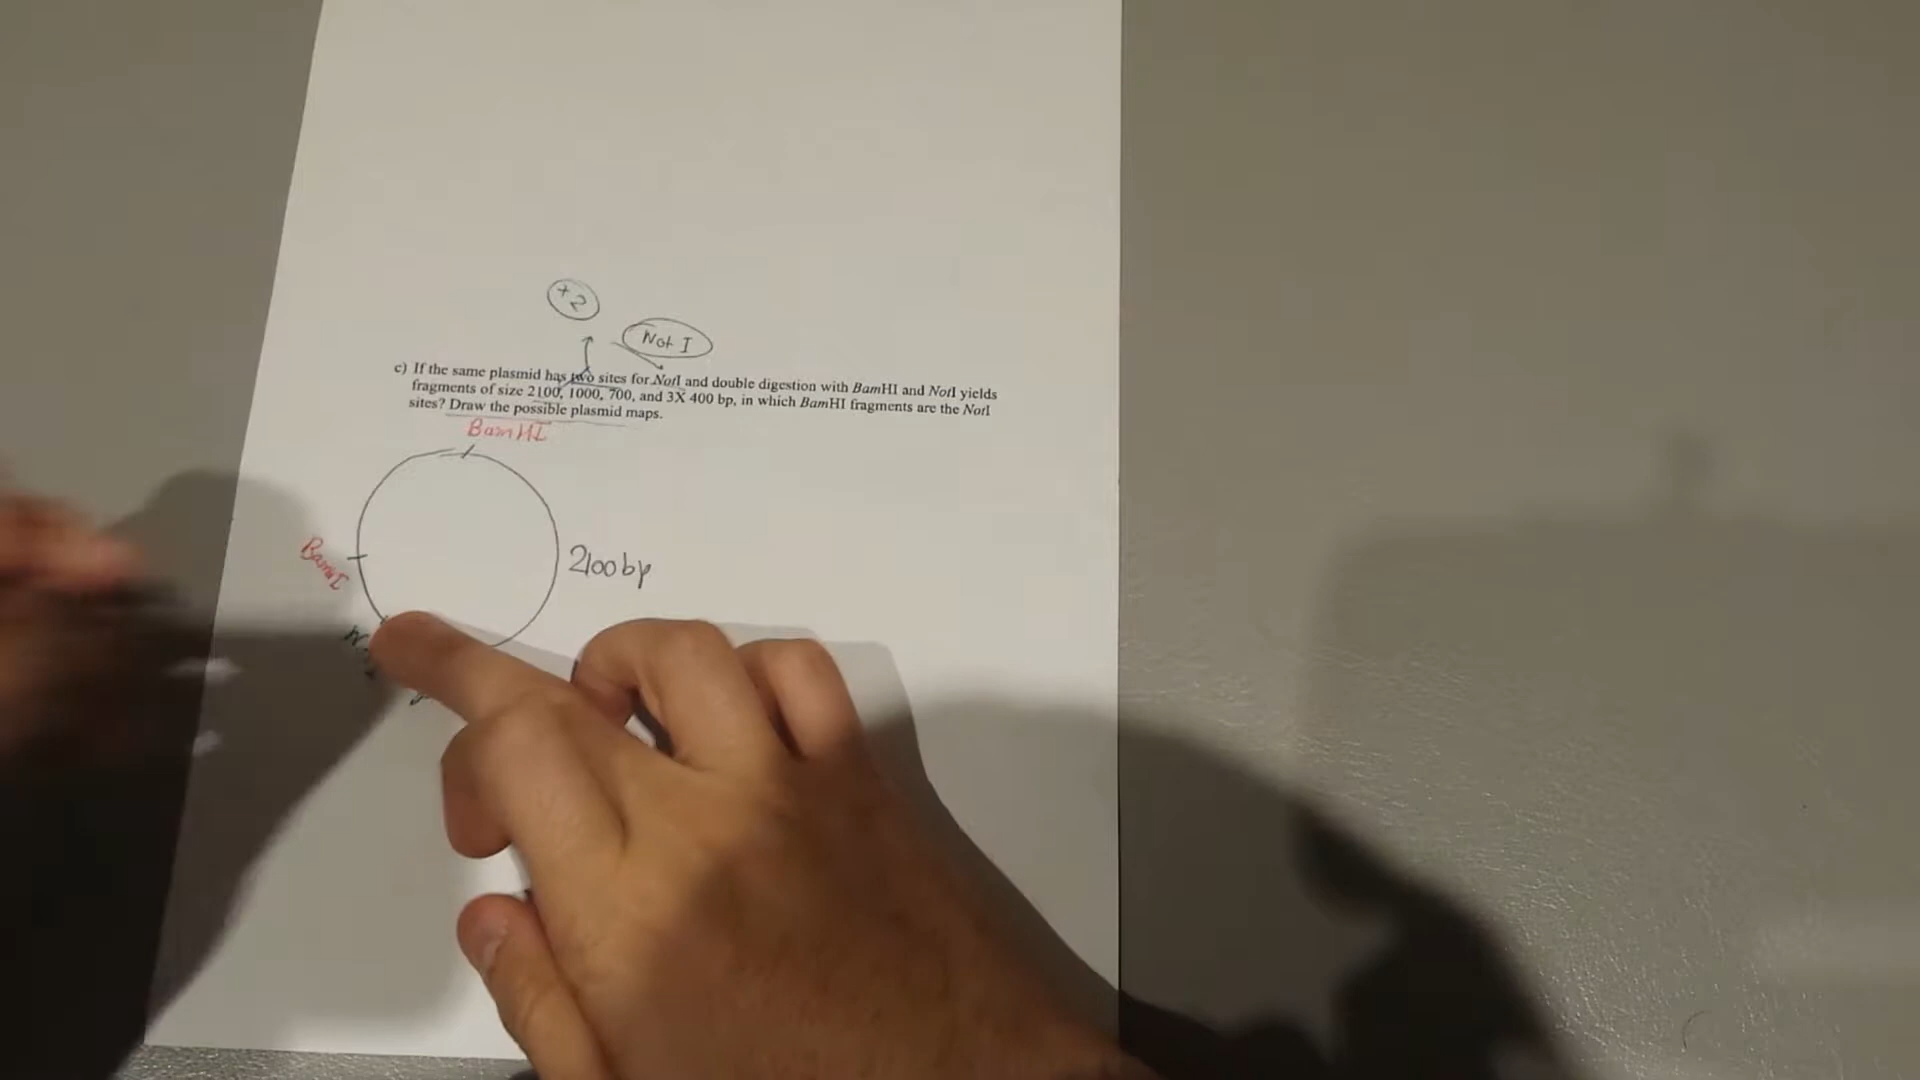 +2
Not I
c) If the same plasmid has two sites for NotI and double digestion with BamHI and NotI yields
fragments of size 2100, 1000, 700, and 3X 400 bp, in which BamHI fragments are the NotI
sites? Draw the possible plasmid maps.
BamHI
BamHI
2100 bp